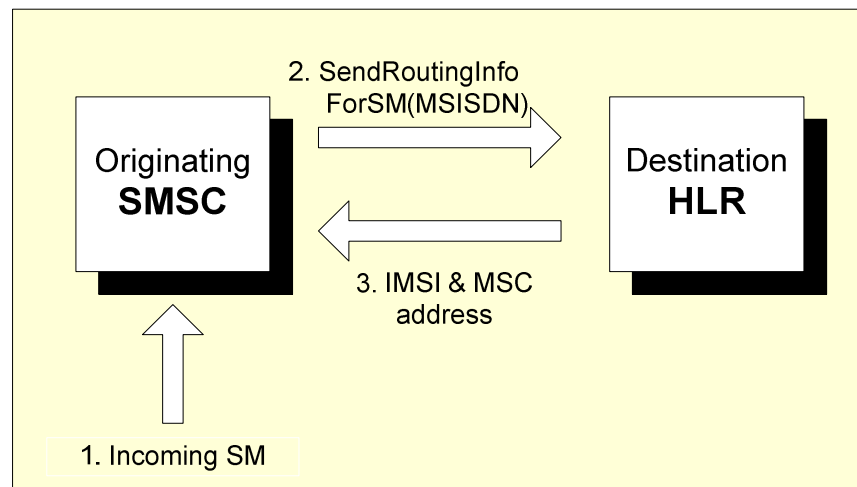 2. SendRoutingInfo
ForSM(MSISDN)
Originating
SMSC
Destination
HLR
3. IMSI & MSC
address
1. Incoming SM